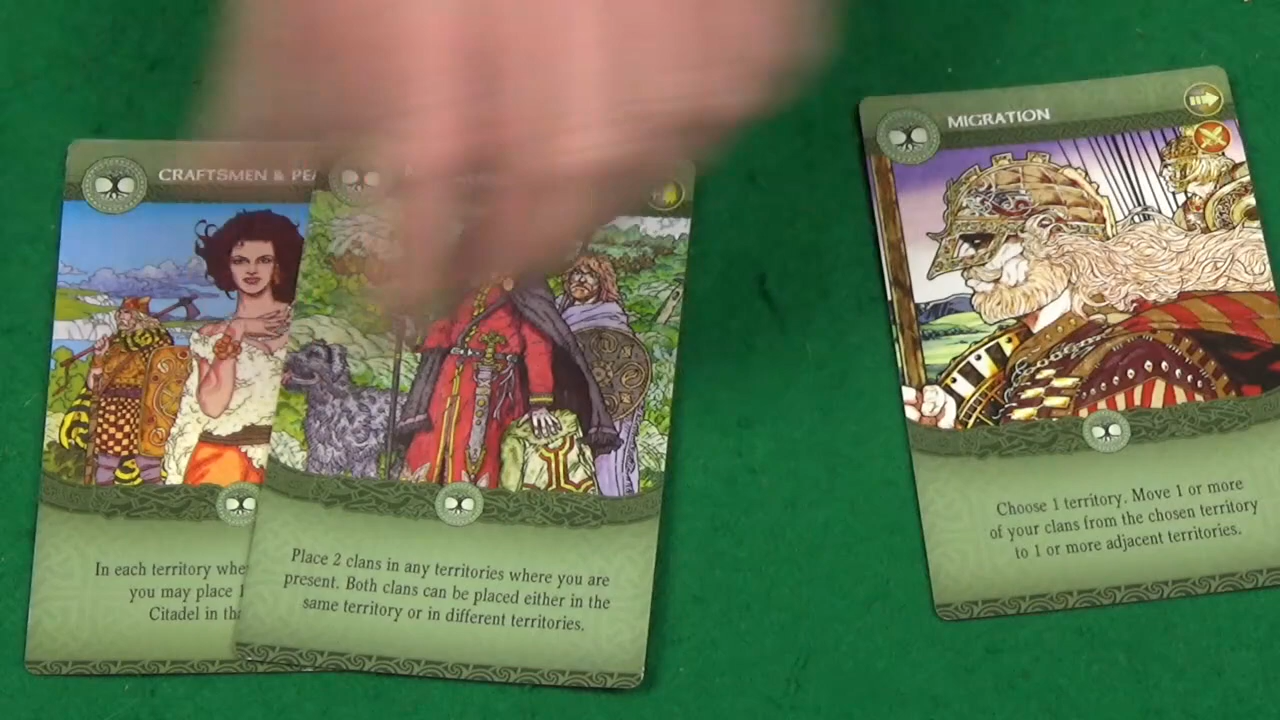 CRAFTSMEN & PEA
In each territory whe
you may place 1
Citadel in tha
Place 2 clans in any territories where you are
present. Both clans can be placed either in the
same territory or in different territories.
MIGRATION
Choose 1 territory. Move 1 or more
of your clans from the chosen territory
to 1 or more adjacent territories.